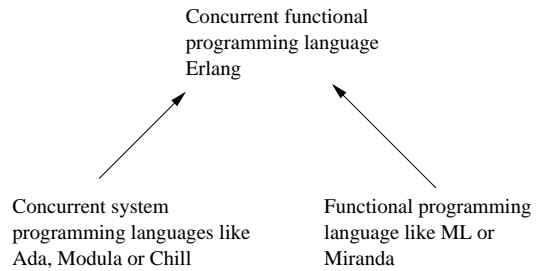 Concurrent functional
programming language
Erlang
Concurrent system
programming languages like
Ada, Modula or Chill
Functional programming
language like ML or
Miranda